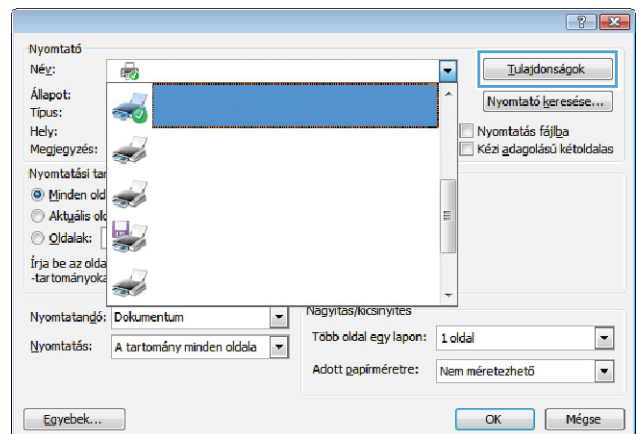 Nyomtató
Név:
Tulajdonságok
Állapot:
Nyomtató keresése...
Típus:
Hely:
Nyomtatás fájlba
Megjegyzés:
Kézi adagolású kétoldalas
Nyomtatási tar
Minden old
Aktuális olc
Oldalak:
Írja be az olda
-tartományoka
Nagyítás/kicsinyítés
Nyomtatandó: Dokumentum
Több oldal egy lapon: 1 oldal
Nyomtatás: A tartomány minden oldala
Adott papírméretre: Nem méretezhető
Egyebek...
OK
Mégse